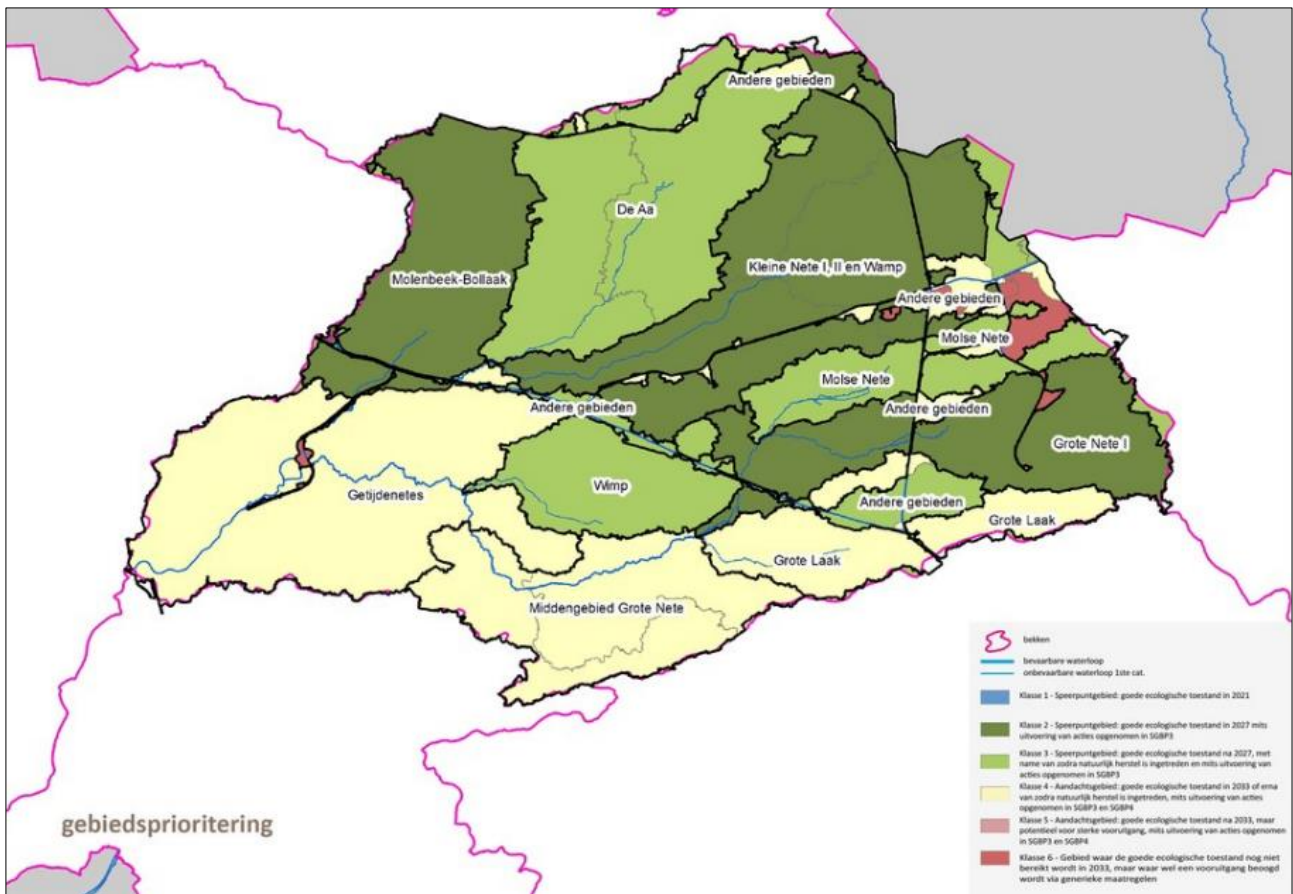 Andere gebieden
De Aa
Molenbeek-Bollaak
Kleine Nete I, II en Wamp
Andere gebieden
Molse Nete
Molse Nete
Andere gebieden
Andere gebieden
Grote Nete I
Wimp
Getijdenetes
Andere gebieden
Grote Laak
Grote Laak
Middengebied Grote Nete
bekken
bevaarbare waterloop
onbevaarbare waterloop 1ste cat.
Klasse 1 - Speerpuntgebied: goede ecologische toestand in 2021
Klasse 2 - Speerpuntgebied: goede ecologische toestand in 2027 mits
uitvoering van acties opgenomen in SGBP3
Klasse 3 - Speerpuntgebied: goede ecologische toestand na 2027, met
name van zodra natuurlijk herstel is ingetreden en mits uitvoering van
acties opgenomen in SGBP3
Klasse 4 - Aandachtsgebied: goede ecologische toestand in 2033 of erna
van zodra natuurlijk herstel is ingetreden, mits uitvoering van acties
opgenomen in SGBP3 en SGBP4
Klasse 5 - Aandachtsgebied: goede ecologische toestand na 2033, maar
potentieel voor sterke vooruitgang, mits uitvoering van acties opgenomen
in SGBP3 en SGBP4
Klasse 6 - Gebied waar de goede ecologische toestand nog niet
bereikt wordt in 2033, maar waar wel een vooruitgang beoogd
wordt via generieke maatregelen
gebiedsprioritering